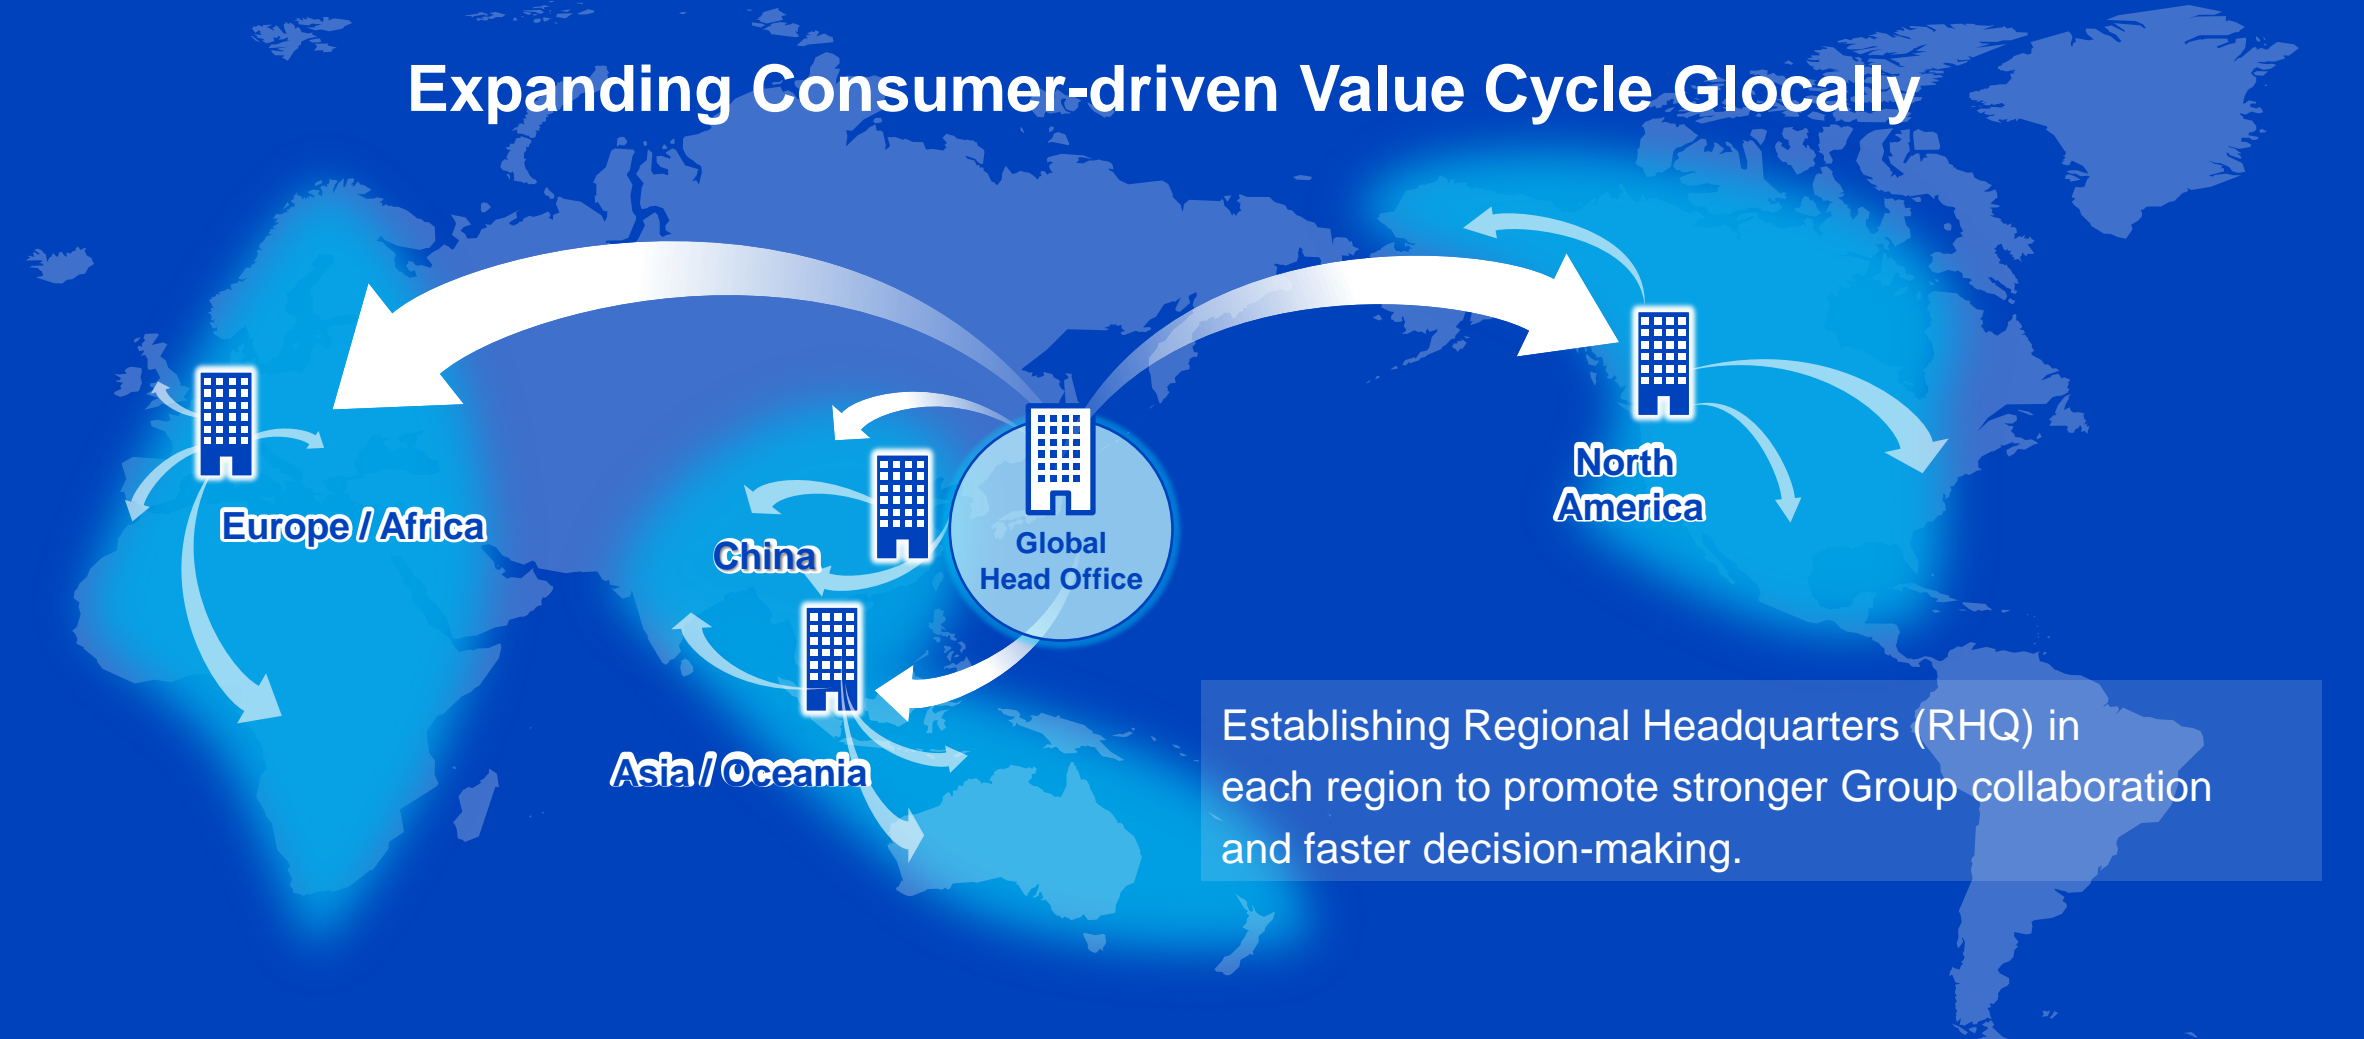 Expanding Consumer-driven Value Cycle Glocally
Europe / Africa
China
Global
Head Office
North
America
Asia / Oceania
Establishing Regional Headquarters (RHQ) in
each region to promote stronger Group collaboration
and faster decision-making.